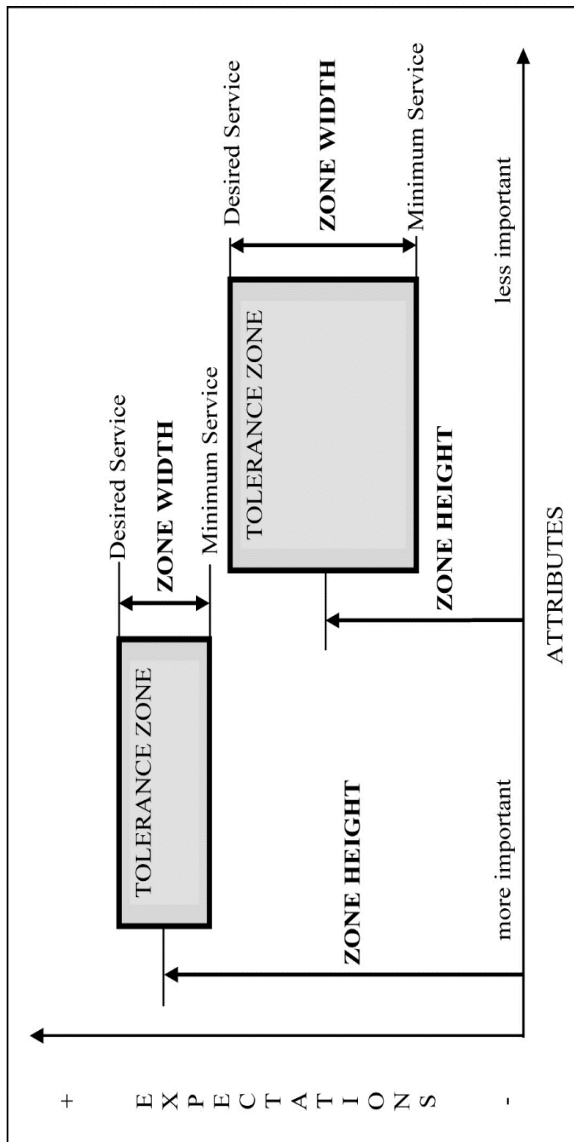 +
EXPECTATIONS
-
Desired Service
ZONE WIDTH
Minimum Service
TOLERANCE ZONE
ZONE HEIGHT
more important
Desired Service
ZONE WIDTH
Minimum Service
TOLERANCE ZONE
ZONE HEIGHT
less important
ATTRIBUTES